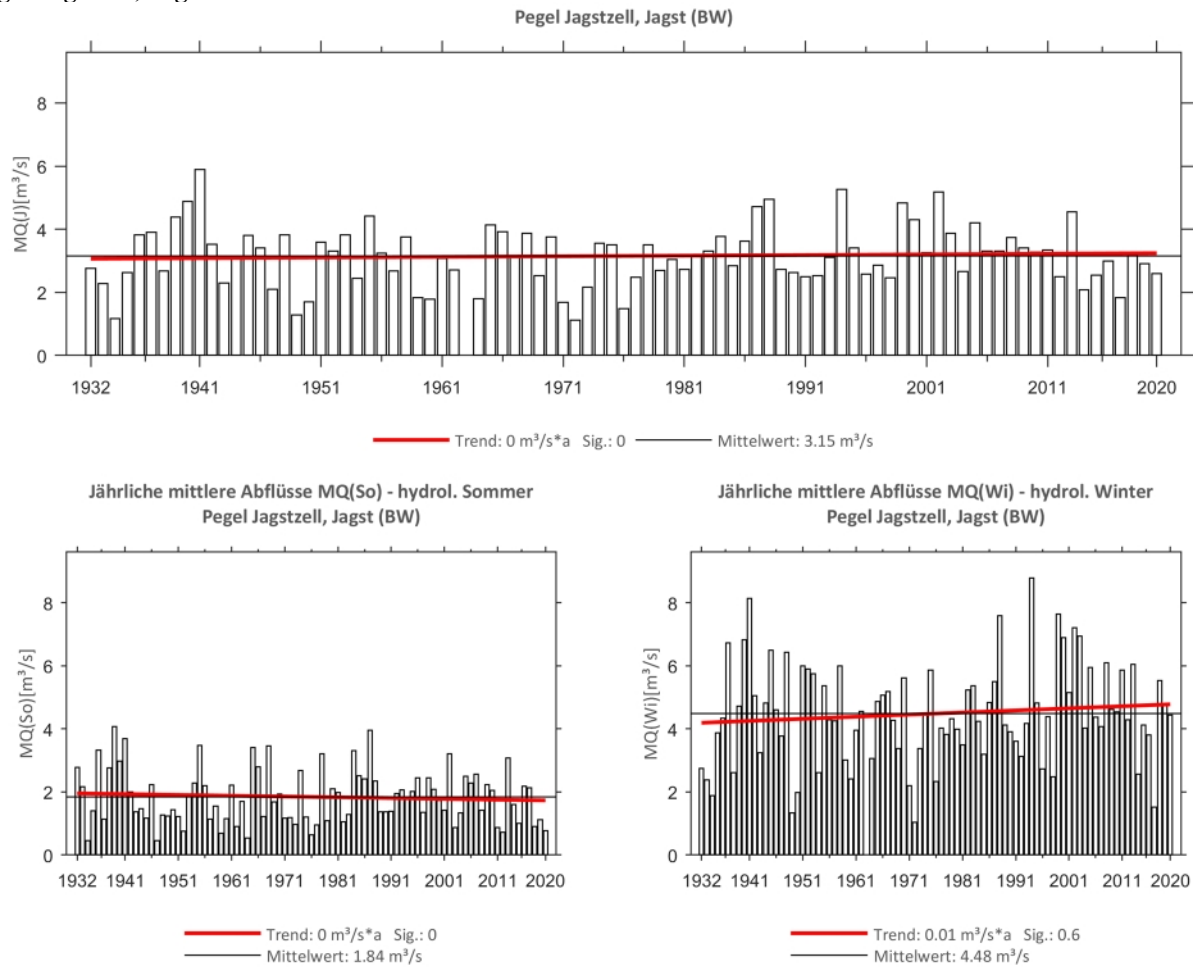 Pegel Jagstzell, Jagst (BW)
MQ(J)[m³/s]
8
6
4
2
0
1932 1941 1951 1961 1971 1981 1991 2001 2011 2020
Trend: 0 m³/s*a Sig.: 0 Mittelwert: 3.15 m³/s
Jährliche mittlere Abflüsse MQ(So) - hydrol. Sommer
Pegel Jagstzell, Jagst (BW)
MQ(So)[m³/s]
8
6
4
2
0
1932 1941 1951 1961 1971 1981 1991 2001 2011 2020
Trend: 0 m³/s*a Sig.: 0
Mittelwert: 1.84 m³/s
Jährliche mittlere Abflüsse MQ(Wi) - hydrol. Winter
Pegel Jagstzell, Jagst (BW)
MQ(Wi)[m³/s]
8
6
4
2
0
1932 1941 1951 1961 1971 1981 1991 2001 2011 2020
Trend: 0.01 m³/s*a Sig.: 0.6
Mittelwert: 4.48 m³/s